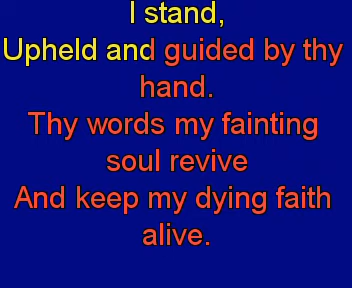 I stand,
Upheld and guided by thy
hand.
Thy words my fainting
soul revive
And keep my dying faith
alive.